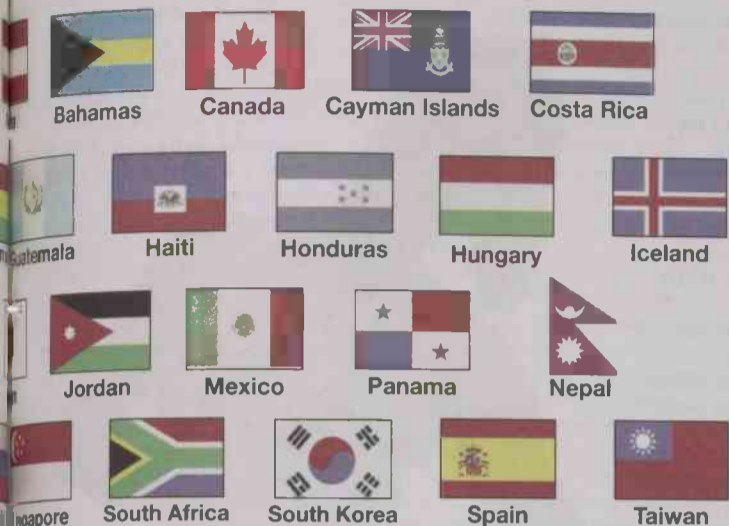 Bahamas Canada Cayman Islands Costa Rica
Guatemala Haiti Honduras Hungary Iceland
Jordan Mexico Panama Nepal
South Africa South Korea Spain Taiwan